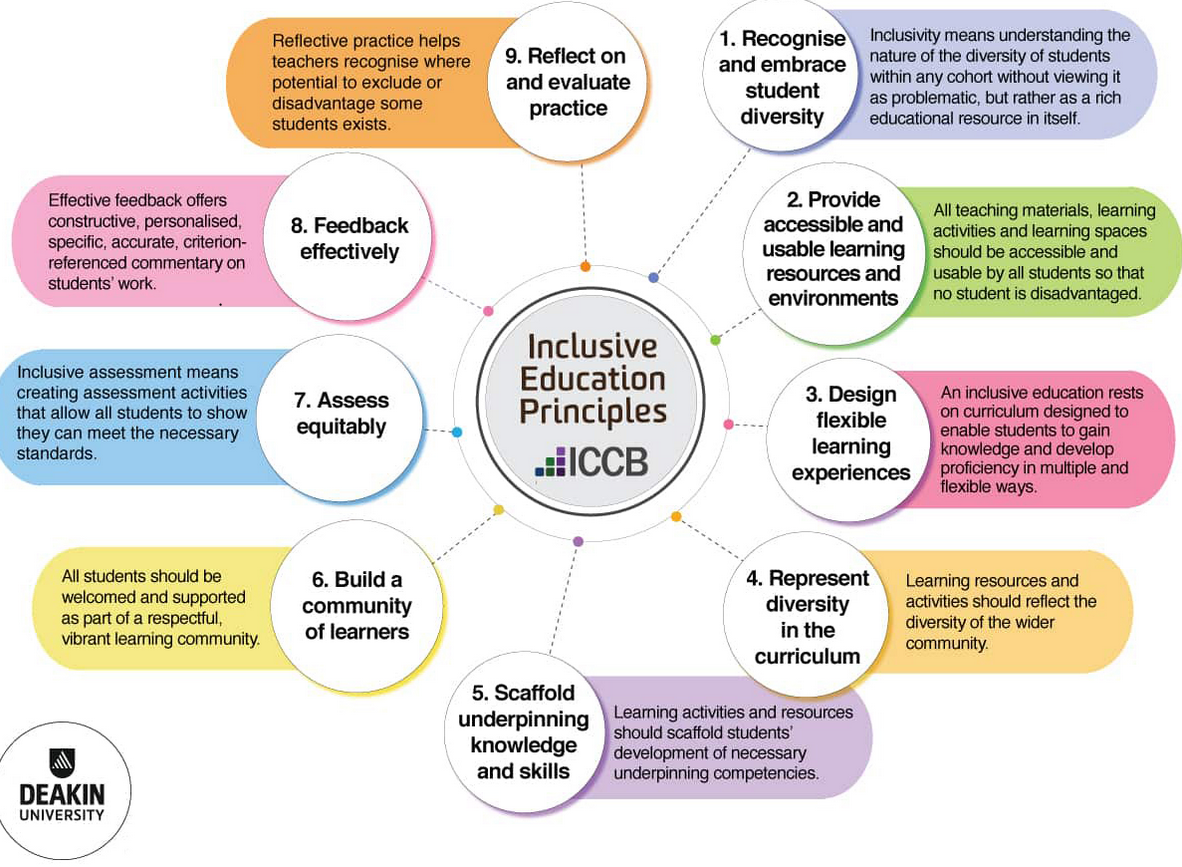 Inclusive
Education
Principles
ICCB
1. Recognise
and embrace
student
diversity
Inclusivity means understanding the
nature of the diversity of students
within any cohort without viewing it
as problematic, but rather as a rich
educational resource in itself.
2. Provide
accessible and
usable learning
resources and
environments
All teaching materials, learning
activities and learning spaces
should be accessible and
usable by all students so that
no student is disadvantaged.
3. Design
flexible
learning
experiences
An inclusive education rests
on curriculum designed to
enable students to gain
knowledge and develop
proficiency in multiple and
flexible ways.
4. Represent
diversity
in the
curriculum
Learning resources and
activities should reflect the
diversity of the wider
community.
5. Scaffold
underpinning
knowledge
and skills
Learning activities and resources
should scaffold students'
development of necessary
underpinning competencies.
6. Build a
community
of learners
All students should be
welcomed and supported
as part of a respectful,
vibrant learning community.
7. Assess
equitably
Inclusive assessment means
creating assessment activities
that allow all students to show
they can meet the necessary
standards.
8. Feedback
effectively
Effective feedback offers
constructive, personalised,
specific, accurate, criterion-
referenced commentary on
students' work.
9. Reflect on
and evaluate
practice
Reflective practice helps
teachers recognise where
potential to exclude or
disadvantage some
students exists.
DEAKIN
UNIVERSITY